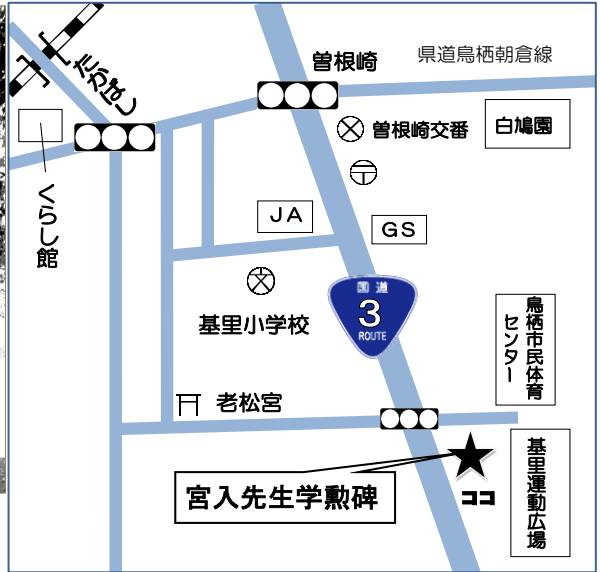 たかはし
曽根崎
県道鳥栖朝倉線
曽根崎交番
白鳩園
くらし館
〒
JA
GS
文
基里小学校
国道
3
ROUTE
鳥栖市民体育
センター
老松宮
宮入先生学勲碑
ココ
基里運動広場